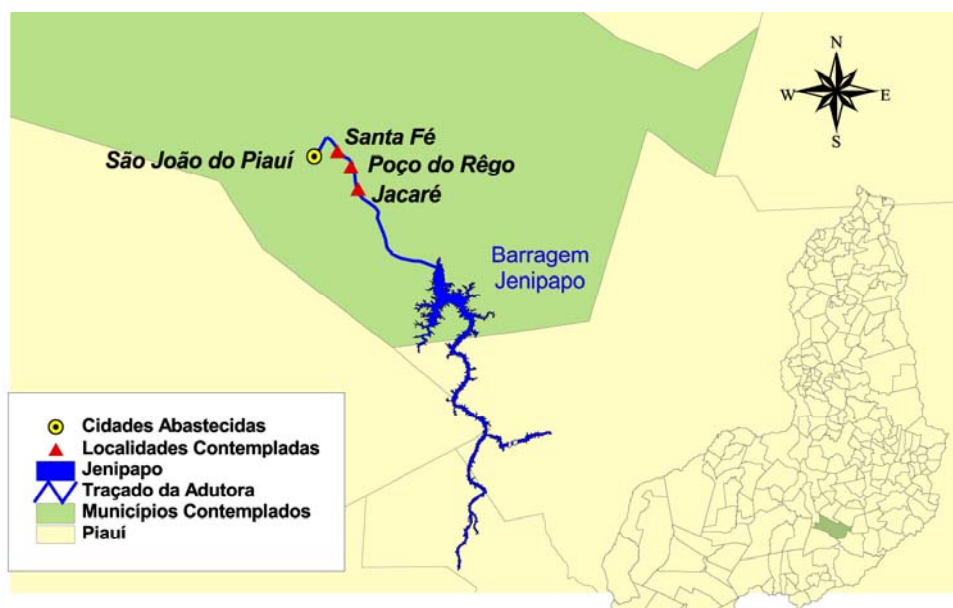 N
W E
S
Santa Fé
São João do Piauí
Poço do Rêgo
Jacaré
Barragem
Jenipapo
Cidades Abastecidas
Localidades Contempladas
Jenipapo
Traçado da Adutora
Municípios Contemplados
Piauí